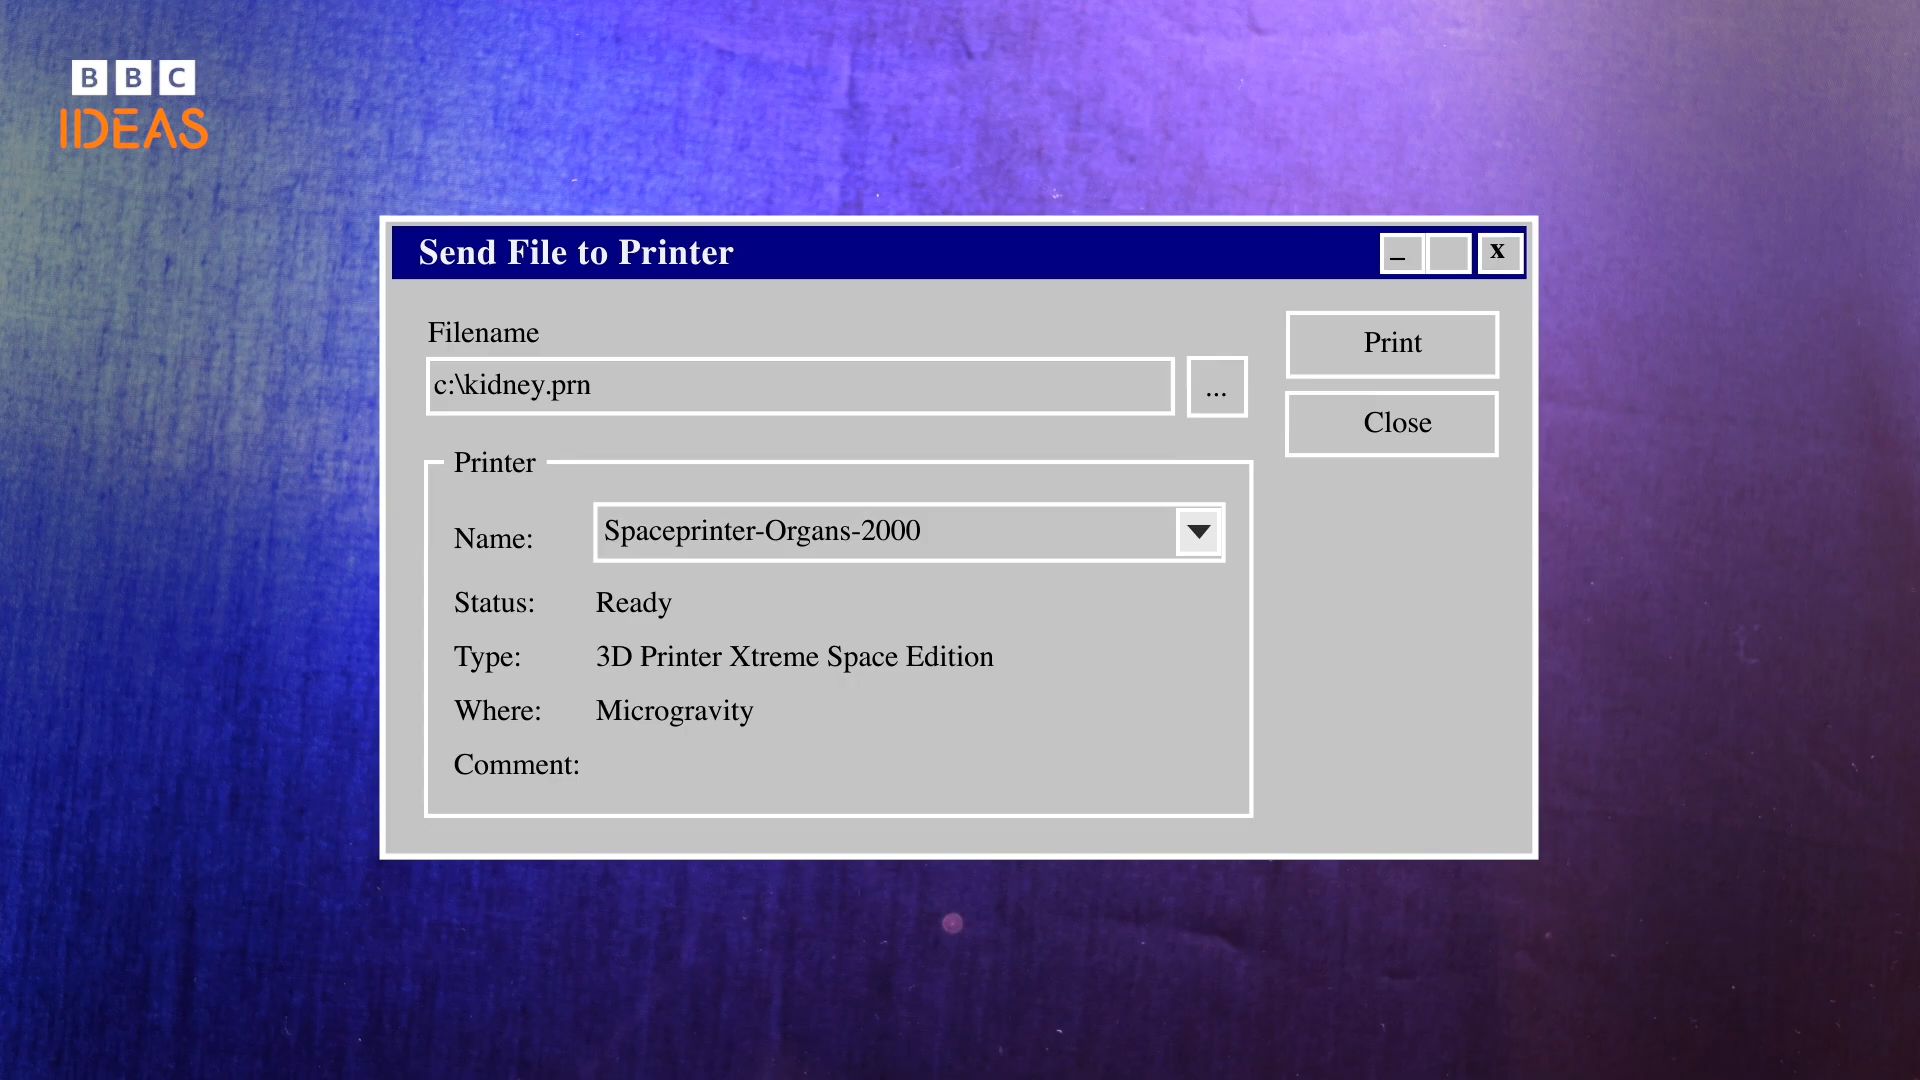 BBC
IDEAS
Send File to Printer
_ x
Filename
c:\kidney.prn
...
Print
Close
Printer
Name: Spaceprinter-Organs-2000
Status: Ready
Type: 3D Printer Xtreme Space Edition
Where: Microgravity
Comment: